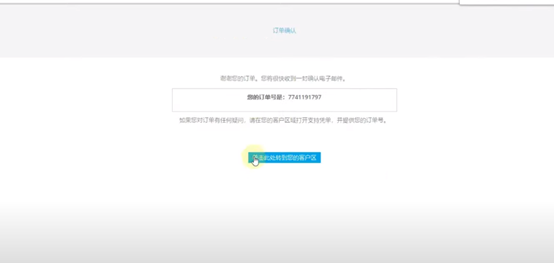 订单确认
谢谢您的订单。您将很快收到一封确认电子邮件。
您的订单号是：7741191797
如果您对订单有任何疑问，请在您的客户区域打开支持凭单，并提供您的订单号。
此处转到您的客户区